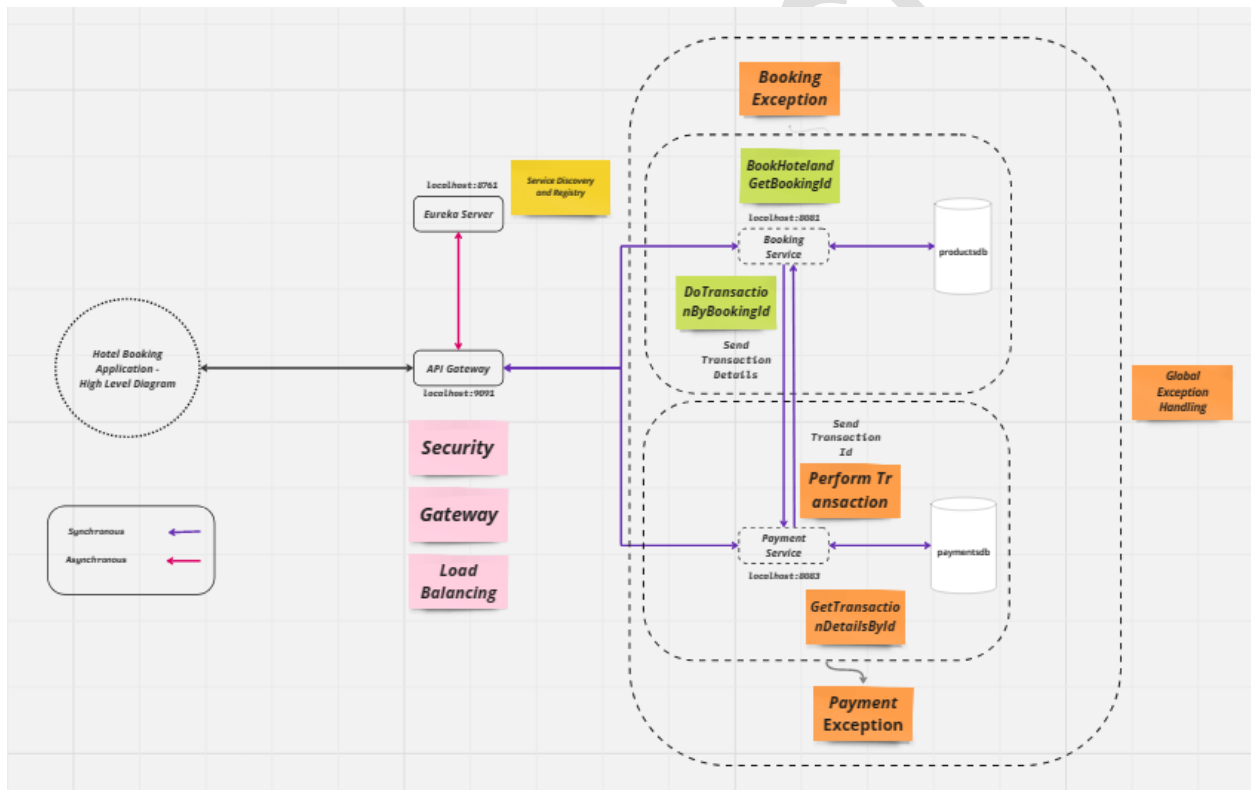 Booking
Exception
BookHoteland
GetBookingId
localhost:8081
Booking
Service
productsdb
Service Discovery
and Registry
localhost:8761
Eureka Server
DoTransactio
nByBookingId
Send
Transaction
Details
Hotel Booking
Application -
High Level Diagram
API Gateway
localhost:9091
Global
Exception
Handling
Security
Gateway
Load
Balancing
Send
Transaction
Id
Perform Tr
ansaction
Synchronous
Asynchronous
Payment
Service
localhost:8083
paymentsdb
GetTransactio
nDetailsById
Payment
Exception